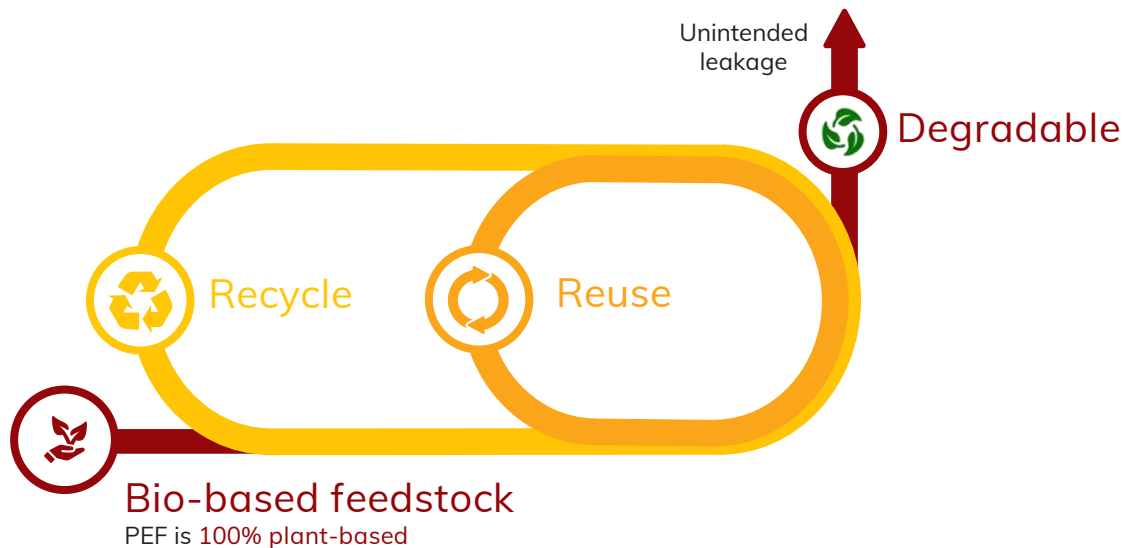 Unintended
leakage
Degradable
Recycle
Reuse
Bio-based feedstock
PEF is 100% plant-based